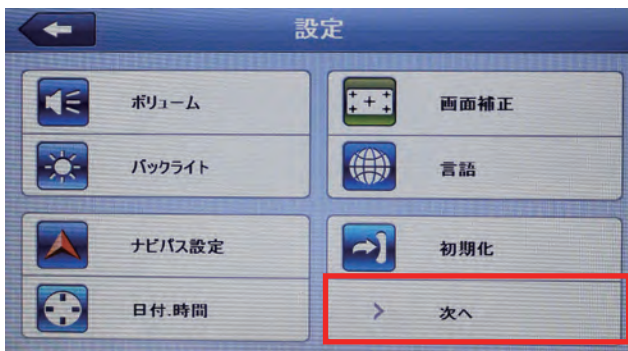 設定
ボリューム
画面補正
バックライト
言語
ナビパス設定
初期化
日付.時間
次へ